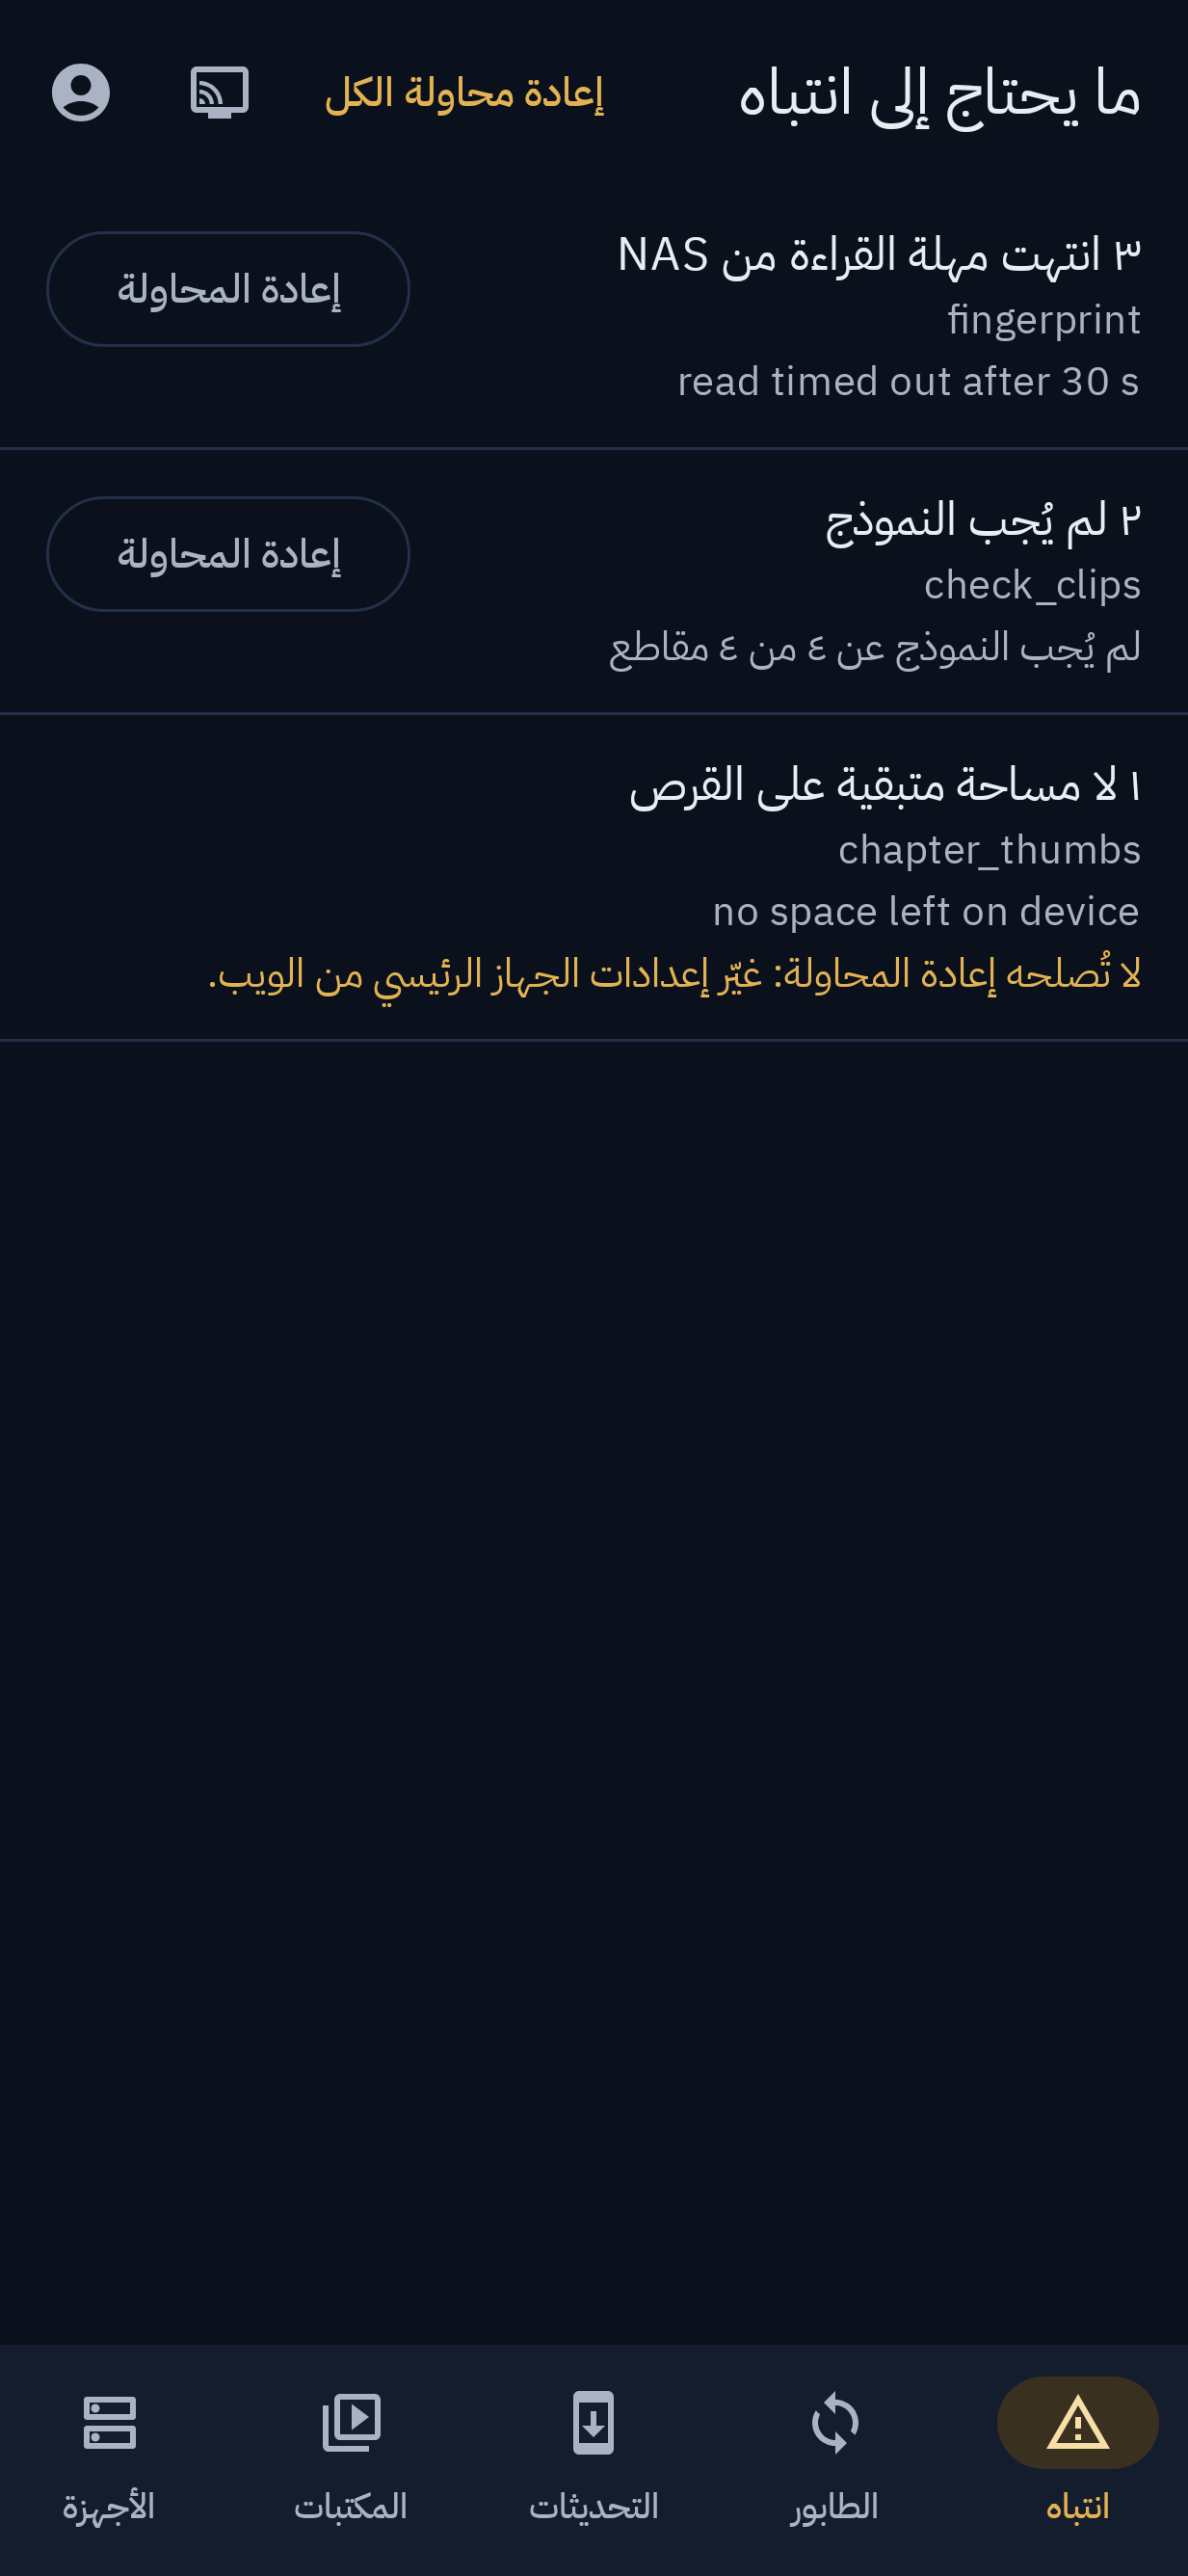 ما يحتاج إلى انتباه
إعادة محاولة الكل
٣ انتهت مهلة القراءة من NAS
fingerprint
read timed out after 30 s
إعادة المحاولة
٢ لم يُجب النموذج
check_clips
لم يُجب النموذج عن ٤ من ٤ مقاطع
إعادة المحاولة
١ لا مساحة متبقية على القرص
chapter_thumbs
no space left on device
لا تُصلحه إعادة المحاولة: غيّر إعدادات الجهاز الرئيسي من الويب.
انتباه
الطابور
التحديثات
المكتبات
الأجهزة